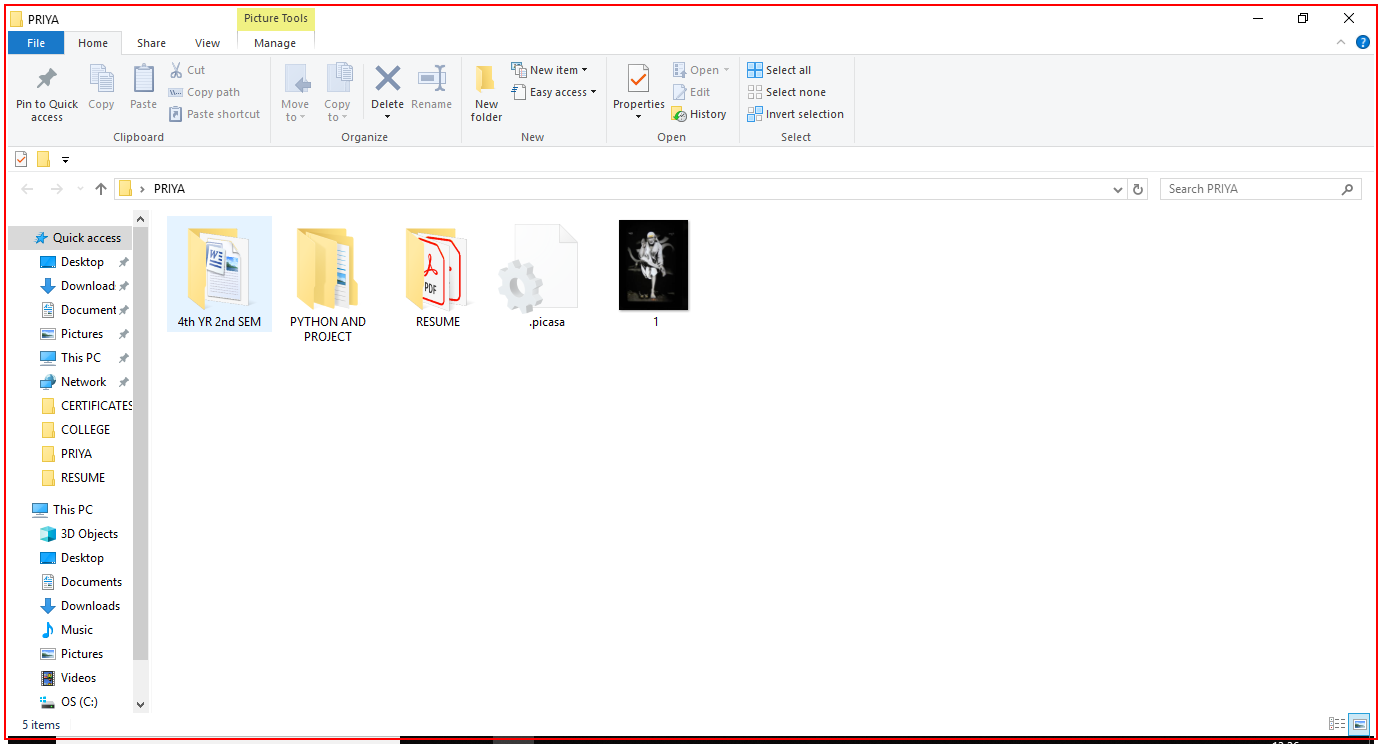 PRIYA
Picture Tools
File
Home
Share
View
Manage
Pin to Quick
access
Copy
Paste
Cut
Copy path
Paste shortcut
Clipboard
Move
to
Copy
to
Delete
Rename
Organize
New
folder
New item
Easy access
New
Properties
Open
Edit
History
Open
Select all
Select none
Invert selection
Select
PRIYA
Search PRIYA
Quick access
Desktop
Download
Document
Pictures
This PC
Network
CERTIFICATES
COLLEGE
PRIYA
RESUME
This PC
3D Objects
Desktop
Documents
Downloads
Music
Pictures
Videos
OS (C:)
4th YR 2nd SEM
PYTHON AND
PROJECT
RESUME
PDF
.picasa
1
5 items